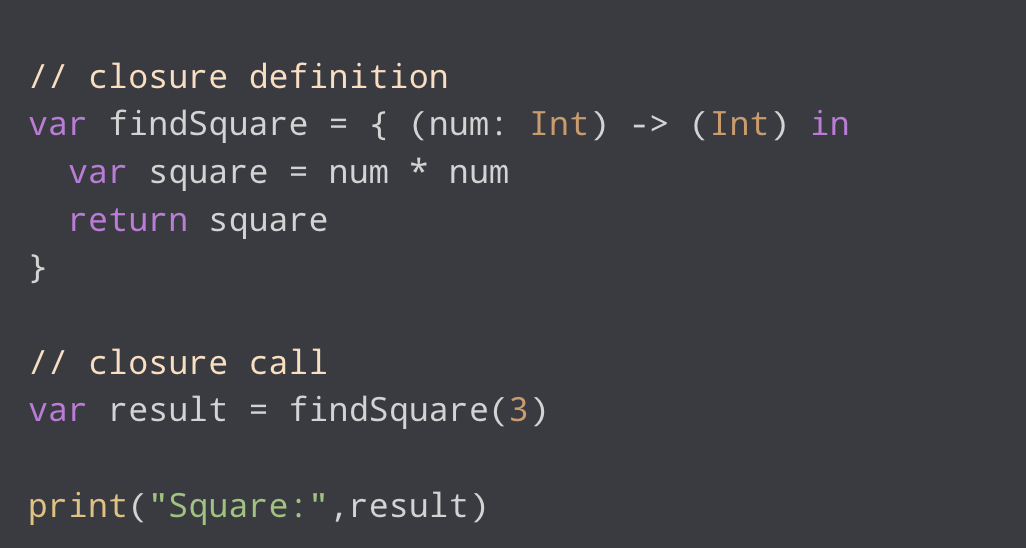 // closure definition
var findSquare = { (num: Int) -> (Int) in
  var square = num * num
  return square
}
// closure call
var result = findSquare(3)
print("Square:",result)